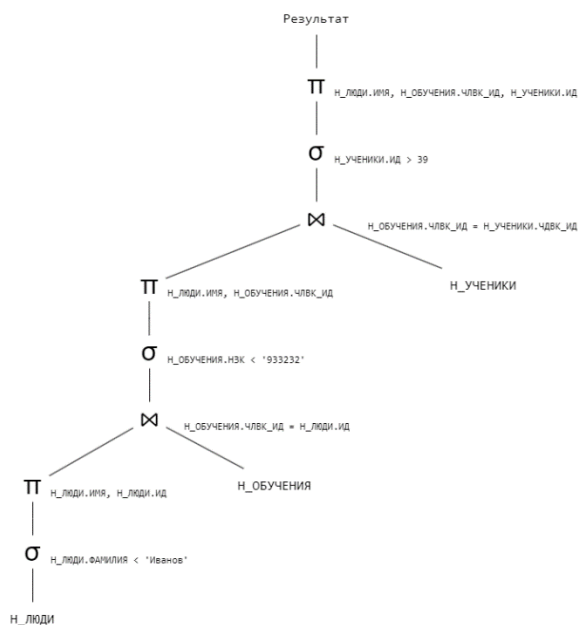 Результат
π Н_ЛЮДИ.ИМЯ, Н_ОБУЧЕНИЯ.ЧЛВК_ИД, Н_УЧЕНИКИ.ИД
σ Н_УЧЕНИКИ.ИД > 39
⋈ Н_ОБУЧЕНИЯ.ЧЛВК_ИД = Н_УЧЕНИКИ.ЧДВК_ИД
π Н_ЛЮДИ.ИМЯ, Н_ОБУЧЕНИЯ.ЧЛВК_ИД
Н_УЧЕНИКИ
σ Н_ОБУЧЕНИЯ.НЗК < '933232'
⋈ Н_ОБУЧЕНИЯ.ЧЛВК_ИД = Н_ЛЮДИ.ИД
π Н_ЛЮДИ.ИМЯ, Н_ЛЮДИ.ИД
Н_ОБУЧЕНИЯ
σ Н_ЛЮДИ.ФАМИЛИЯ < 'Иванов'
Н_ЛЮДИ